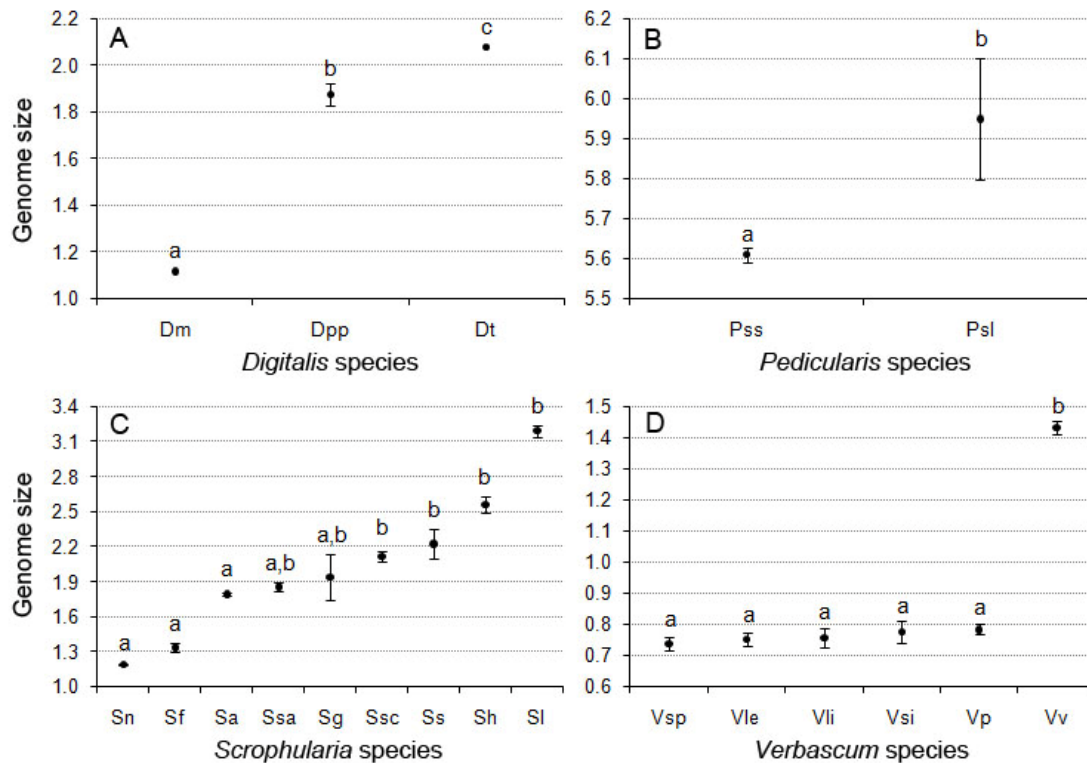 A
Genome size
2.2
2.0
1.8
1.6
1.4
1.2
1.0
a
b
c
Dm Dpp Dt
Digitalis species
B
6.2
6.1
6.0
5.9
5.8
5.7
5.6
5.5
a
b
Pss Psl
Pedicularis species
C
Genome size
3.4
3.1
2.8
2.5
2.2
1.9
1.6
1.3
1.0
a
a
a
a,b
a,b
b
b
b
b
Sn Sf Sa Ssa Sg Ssc Ss Sh Sl
Scrophularia species
D
1.5
1.4
1.3
1.2
1.1
1.0
0.9
0.8
0.7
0.6
a
a
a
a
a
b
Vsp Vle Vli Vsi Vp Vv
Verbascum species